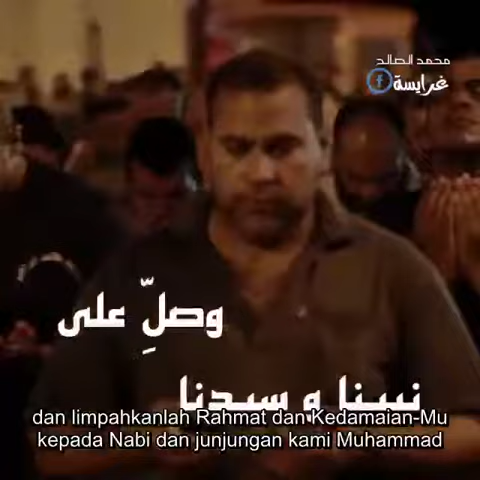 محمد الصالح
غرايسة
وصلِّ على
نبينا و سيدنا
dan limpahkanlah Rahmat dan Kedamaian-Mu
kepada Nabi dan junjungan kami Muhammad